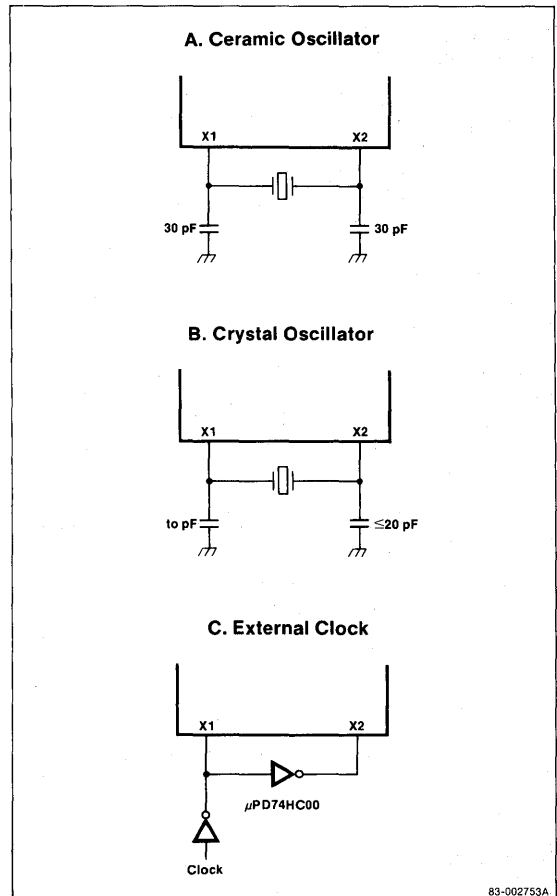 A. Ceramic Oscillator
X1 X2
30 pF 30 pF
B. Crystal Oscillator
X1 X2
to pF ≤20 pF
C. External Clock
X1 X2
µPD74HC00
Clock
83-002753A